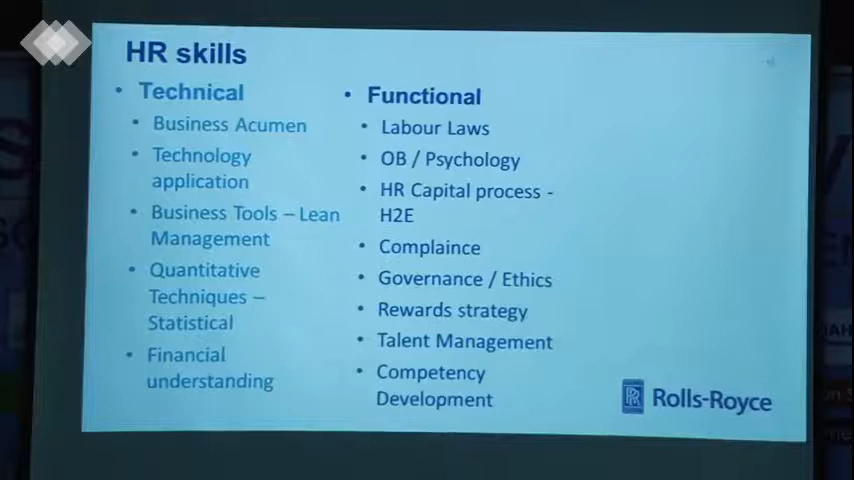 HR skills
• Technical
• Business Acumen
• Technology
application
• Business Tools – Lean
Management
• Quantitative
Techniques –
Statistical
• Financial
understanding
• Functional
• Labour Laws
• OB / Psychology
• HR Capital process -
H2E
• Complaince
• Governance / Ethics
• Rewards strategy
• Talent Management
• Competency
Development
Rolls-Royce